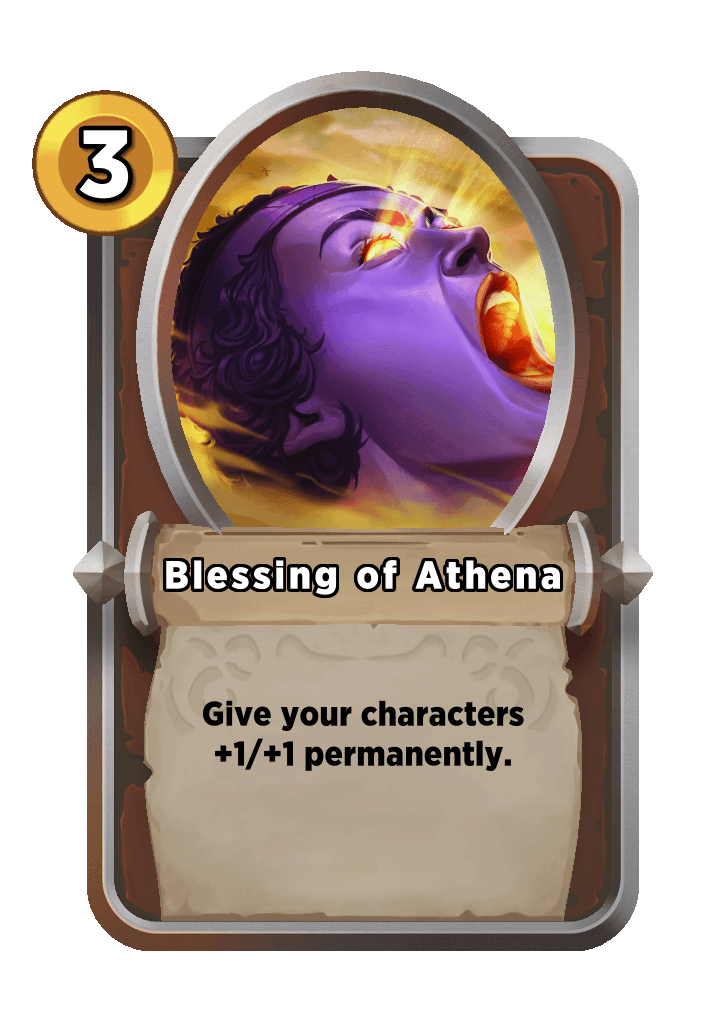 3
Blessing of Athena
Give your characters
+1/+1 permanently.